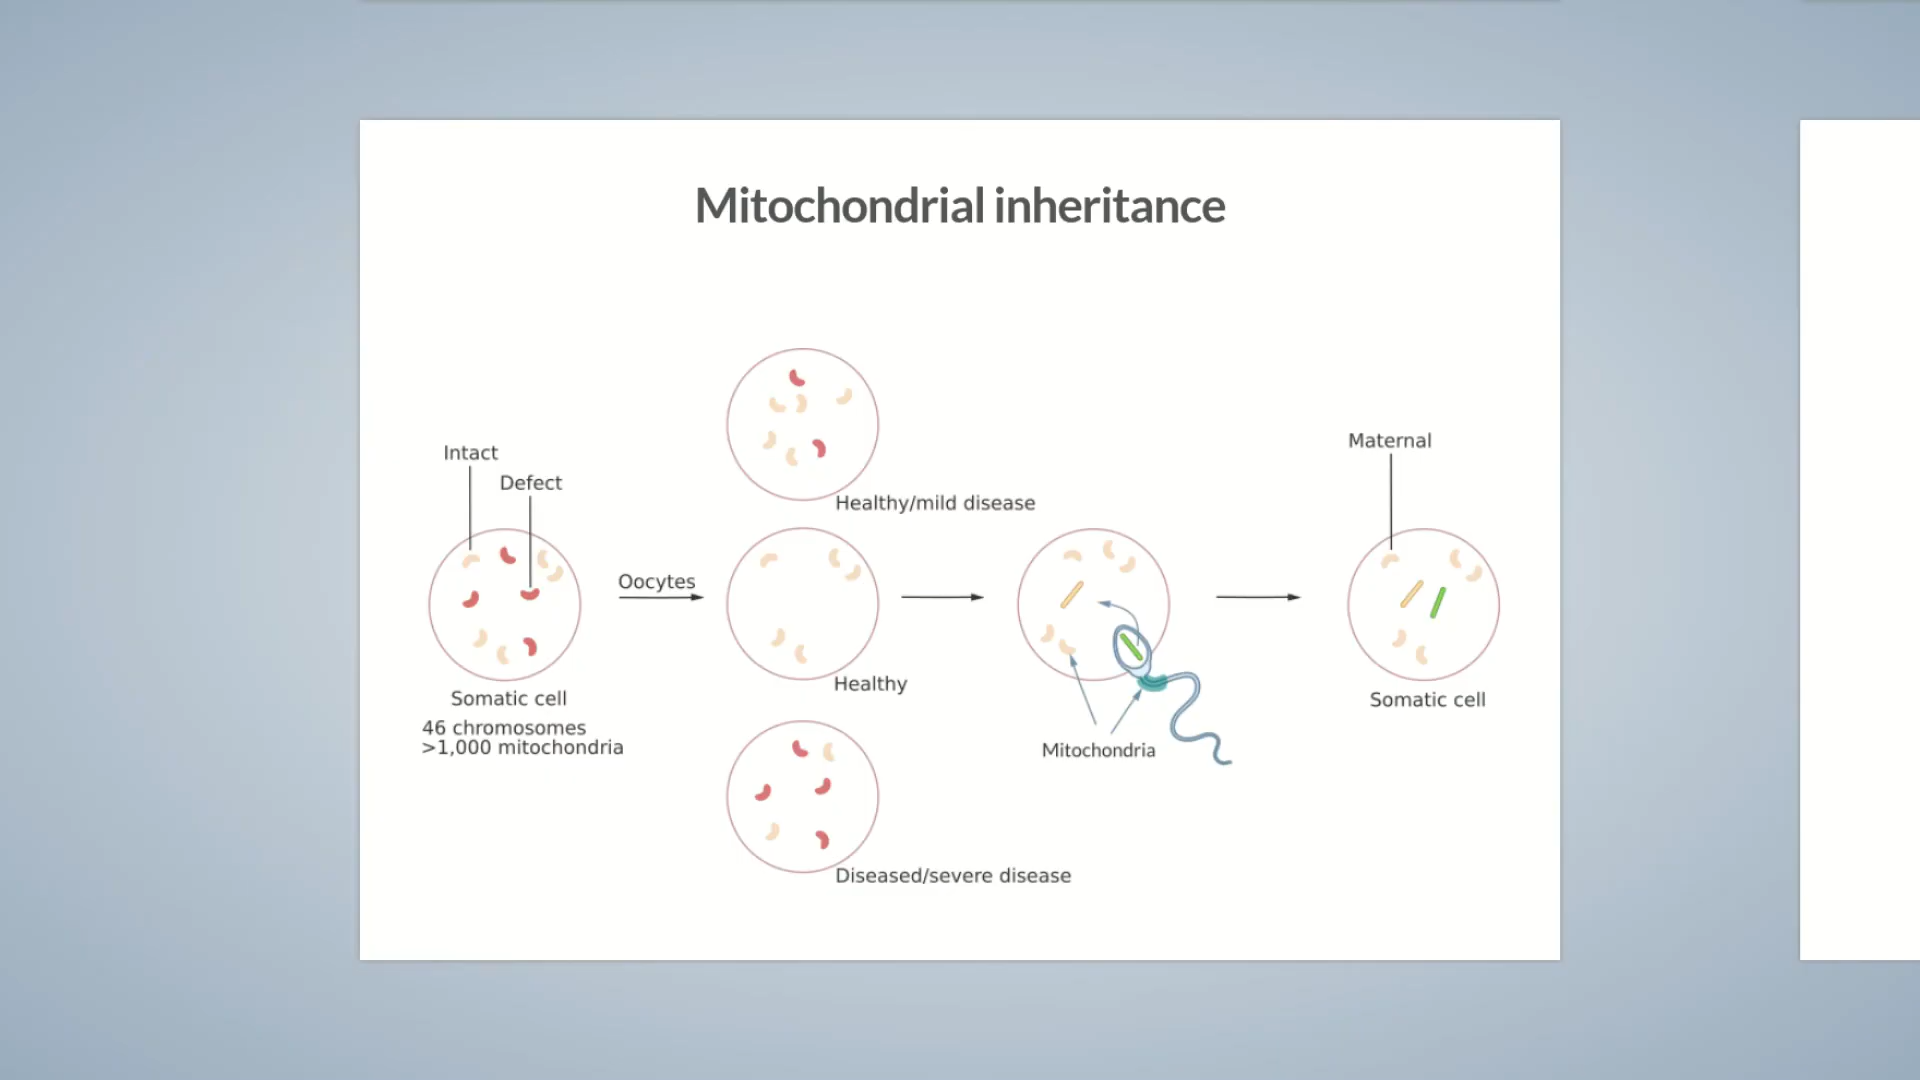 Mitochondrial inheritance
Intact
Defect
Somatic cell
46 chromosomes
>1,000 mitochondria
Oocytes
Healthy/mild disease
Healthy
Diseased/severe disease
Mitochondria
Maternal
Somatic cell